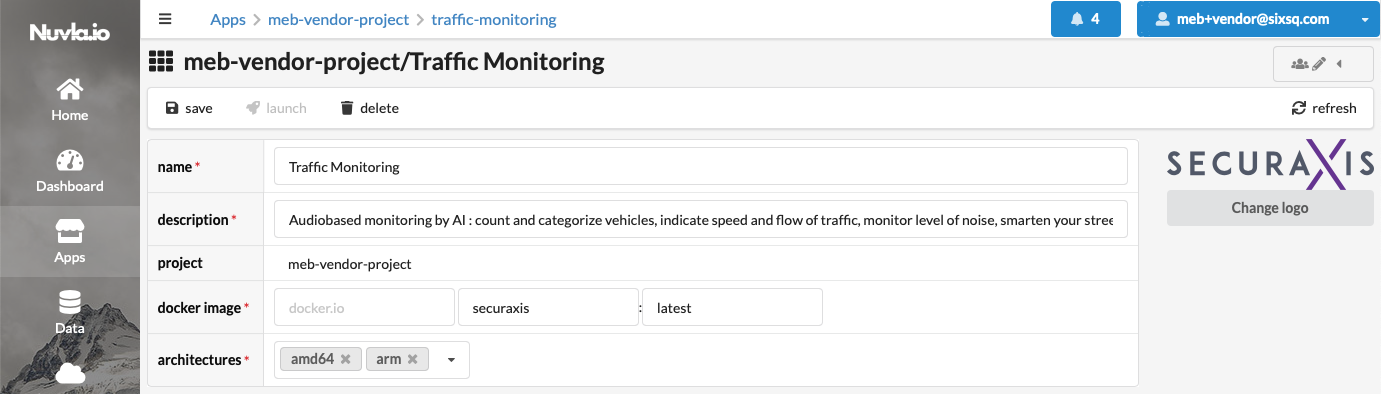 Nuvla.io
Apps > meb-vendor-project > traffic-monitoring
4
meb+vendor@sixsq.com
meb-vendor-project/Traffic Monitoring
save launch delete refresh
Home
Dashboard
Apps
Data
name * Traffic Monitoring
description * Audiobased monitoring by AI : count and categorize vehicles, indicate speed and flow of traffic, monitor level of noise, smarten your stree
project meb-vendor-project
docker image * docker.io securaxis : latest
architectures * amd64 arm
SECURAXIS
Change logo